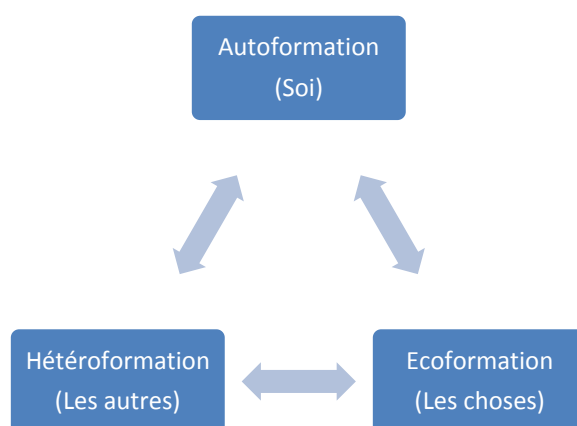 Autoformation
(Soi)
Hétéroformation
(Les autres)
Ecoformation
(Les choses)